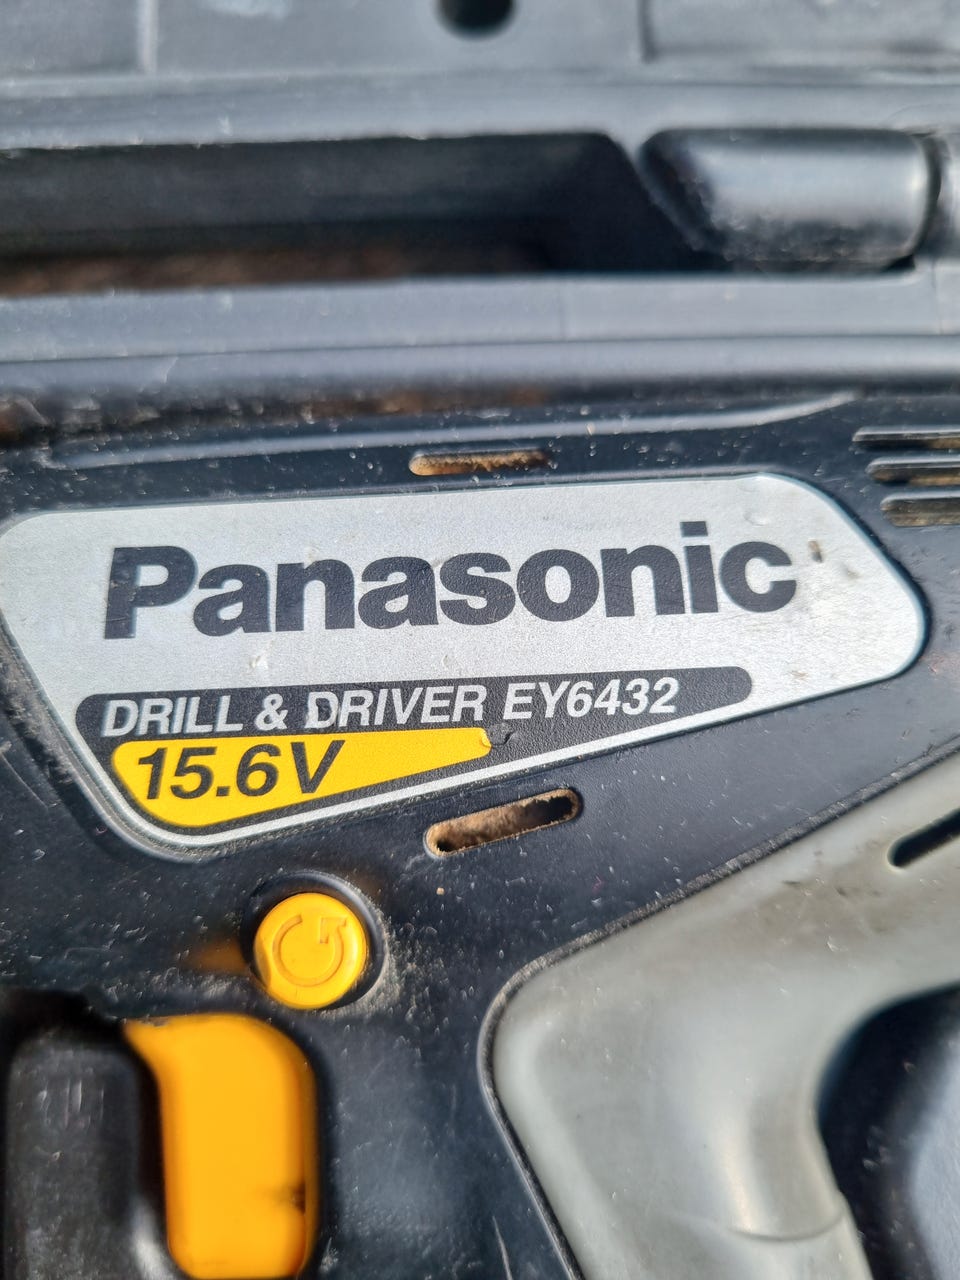 Panasonic
DRILL & DRIVER EY6432
15.6V